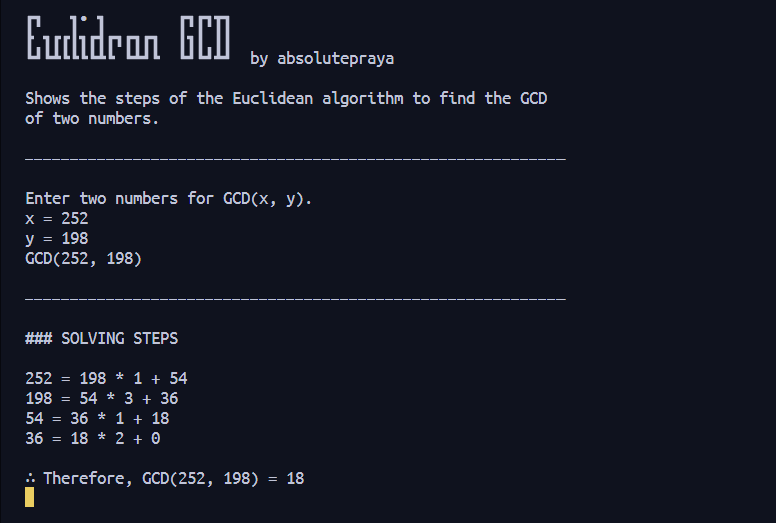 Euclidean GCD by absolutepraya
Shows the steps of the Euclidean algorithm to find the GCD
of two numbers.
Enter two numbers for GCD(x, y).
x = 252
y = 198
GCD(252, 198)
### SOLVING STEPS
252 = 198 * 1 + 54
198 = 54 * 3 + 36
54 = 36 * 1 + 18
36 = 18 * 2 + 0
∴ Therefore, GCD(252, 198) = 18